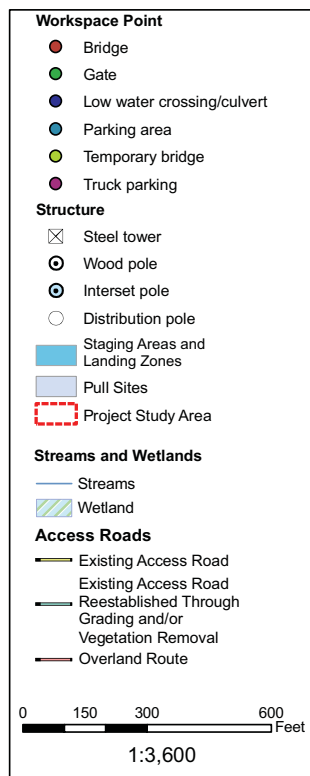 Workspace Point
Bridge
Gate
Low water crossing/culvert
Parking area
Temporary bridge
Truck parking
Structure
Steel tower
Wood pole
Interset pole
Distribution pole
Staging Areas and
Landing Zones
Pull Sites
Project Study Area
Streams and Wetlands
Streams
Wetland
Access Roads
Existing Access Road
Existing Access Road
Reestablished Through
Grading and/or
Vegetation Removal
Overland Route
0 150 300 600
Feet
1:3,600